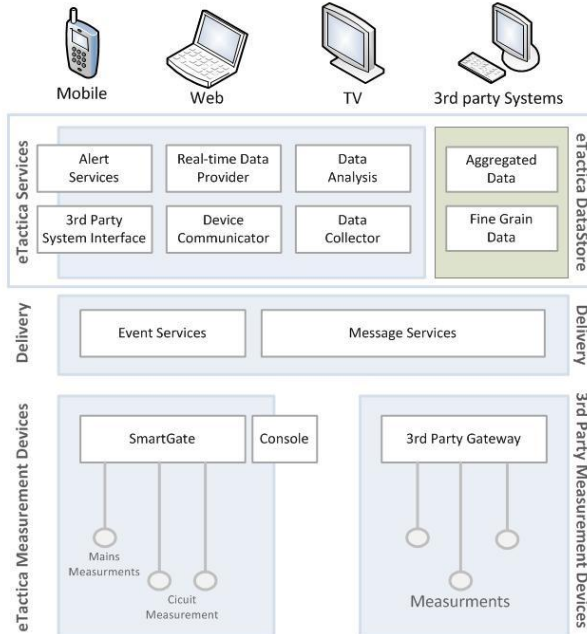 Mobile
Web
TV
3rd party Systems
eTactica Services
Alert
Services
Real-time Data
Provider
Data
Analysis
3rd Party
System Interface
Device
Communicator
Data
Collector
Aggregated
Data
Fine Grain
Data
eTactica DataStore
Delivery
Event Services
Message Services
Delivery
eTactica Measurement Devices
SmartGate
Console
Mains
Measurments
Cicuit
Measurement
3rd Party Gateway
Measurments
3rd Party Measurement Devices